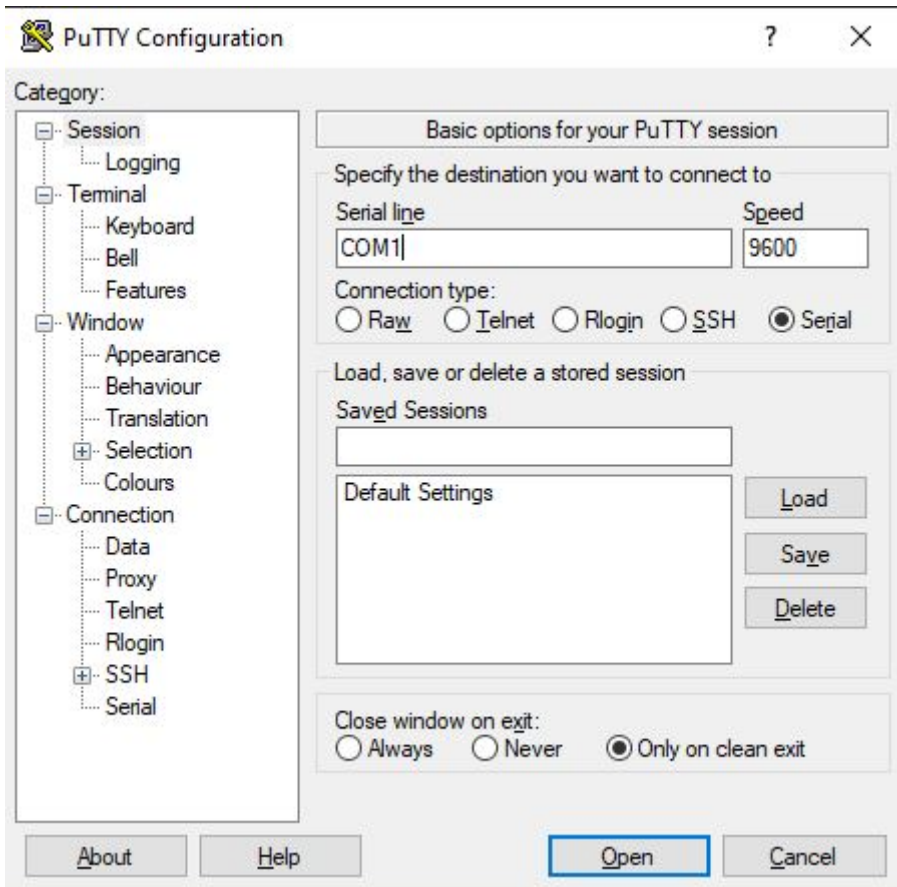 PuTTY Configuration
?
Category:
Session
Logging
Terminal
Keyboard
Bell
Features
Window
Appearance
Behaviour
Translation
Selection
Colours
Connection
Data
Proxy
Telnet
Rlogin
SSH
Serial
Basic options for your PuTTY session
Specify the destination you want to connect to
Serial line Speed
COM1 9600
Connection type:
Raw Telnet Rlogin SSH Serial
Load, save or delete a stored session
Saved Sessions
Default Settings
Load
Save
Delete
Close window on exit:
Always Never Only on clean exit
About Help Open Cancel